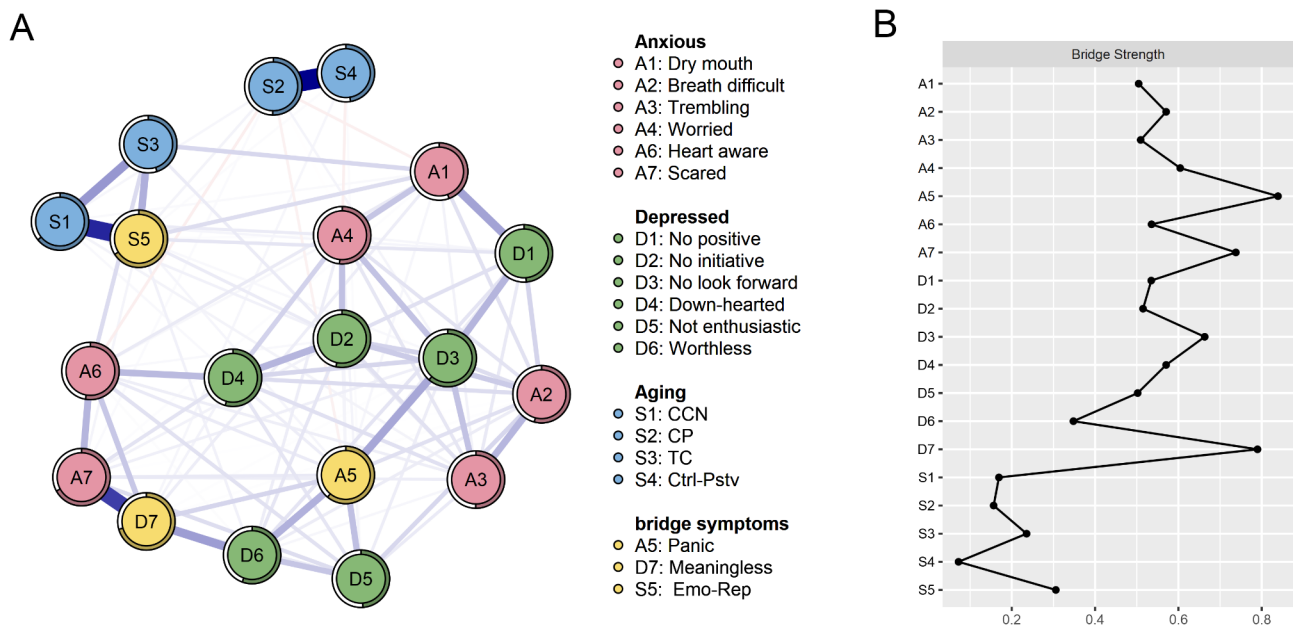 A
S2
S4
S3
S1
S5
A1
A4
D1
D2
D3
D4
A6
A2
A5
A3
A7
D7
D6
D5
Anxious
A1: Dry mouth
A2: Breath difficult
A3: Trembling
A4: Worried
A6: Heart aware
A7: Scared
Depressed
D1: No positive
D2: No initiative
D3: No look forward
D4: Down-hearted
D5: Not enthusiastic
D6: Worthless
Aging
S1: CCN
S2: CP
S3: TC
S4: Ctrl-Pstv
bridge symptoms
A5: Panic
D7: Meaningless
S5: Emo-Rep
B
Bridge Strength
A1
A2
A3
A4
A5
A6
A7
D1
D2
D3
D4
D5
D6
D7
S1
S2
S3
S4
S5
0.2 0.4 0.6 0.8